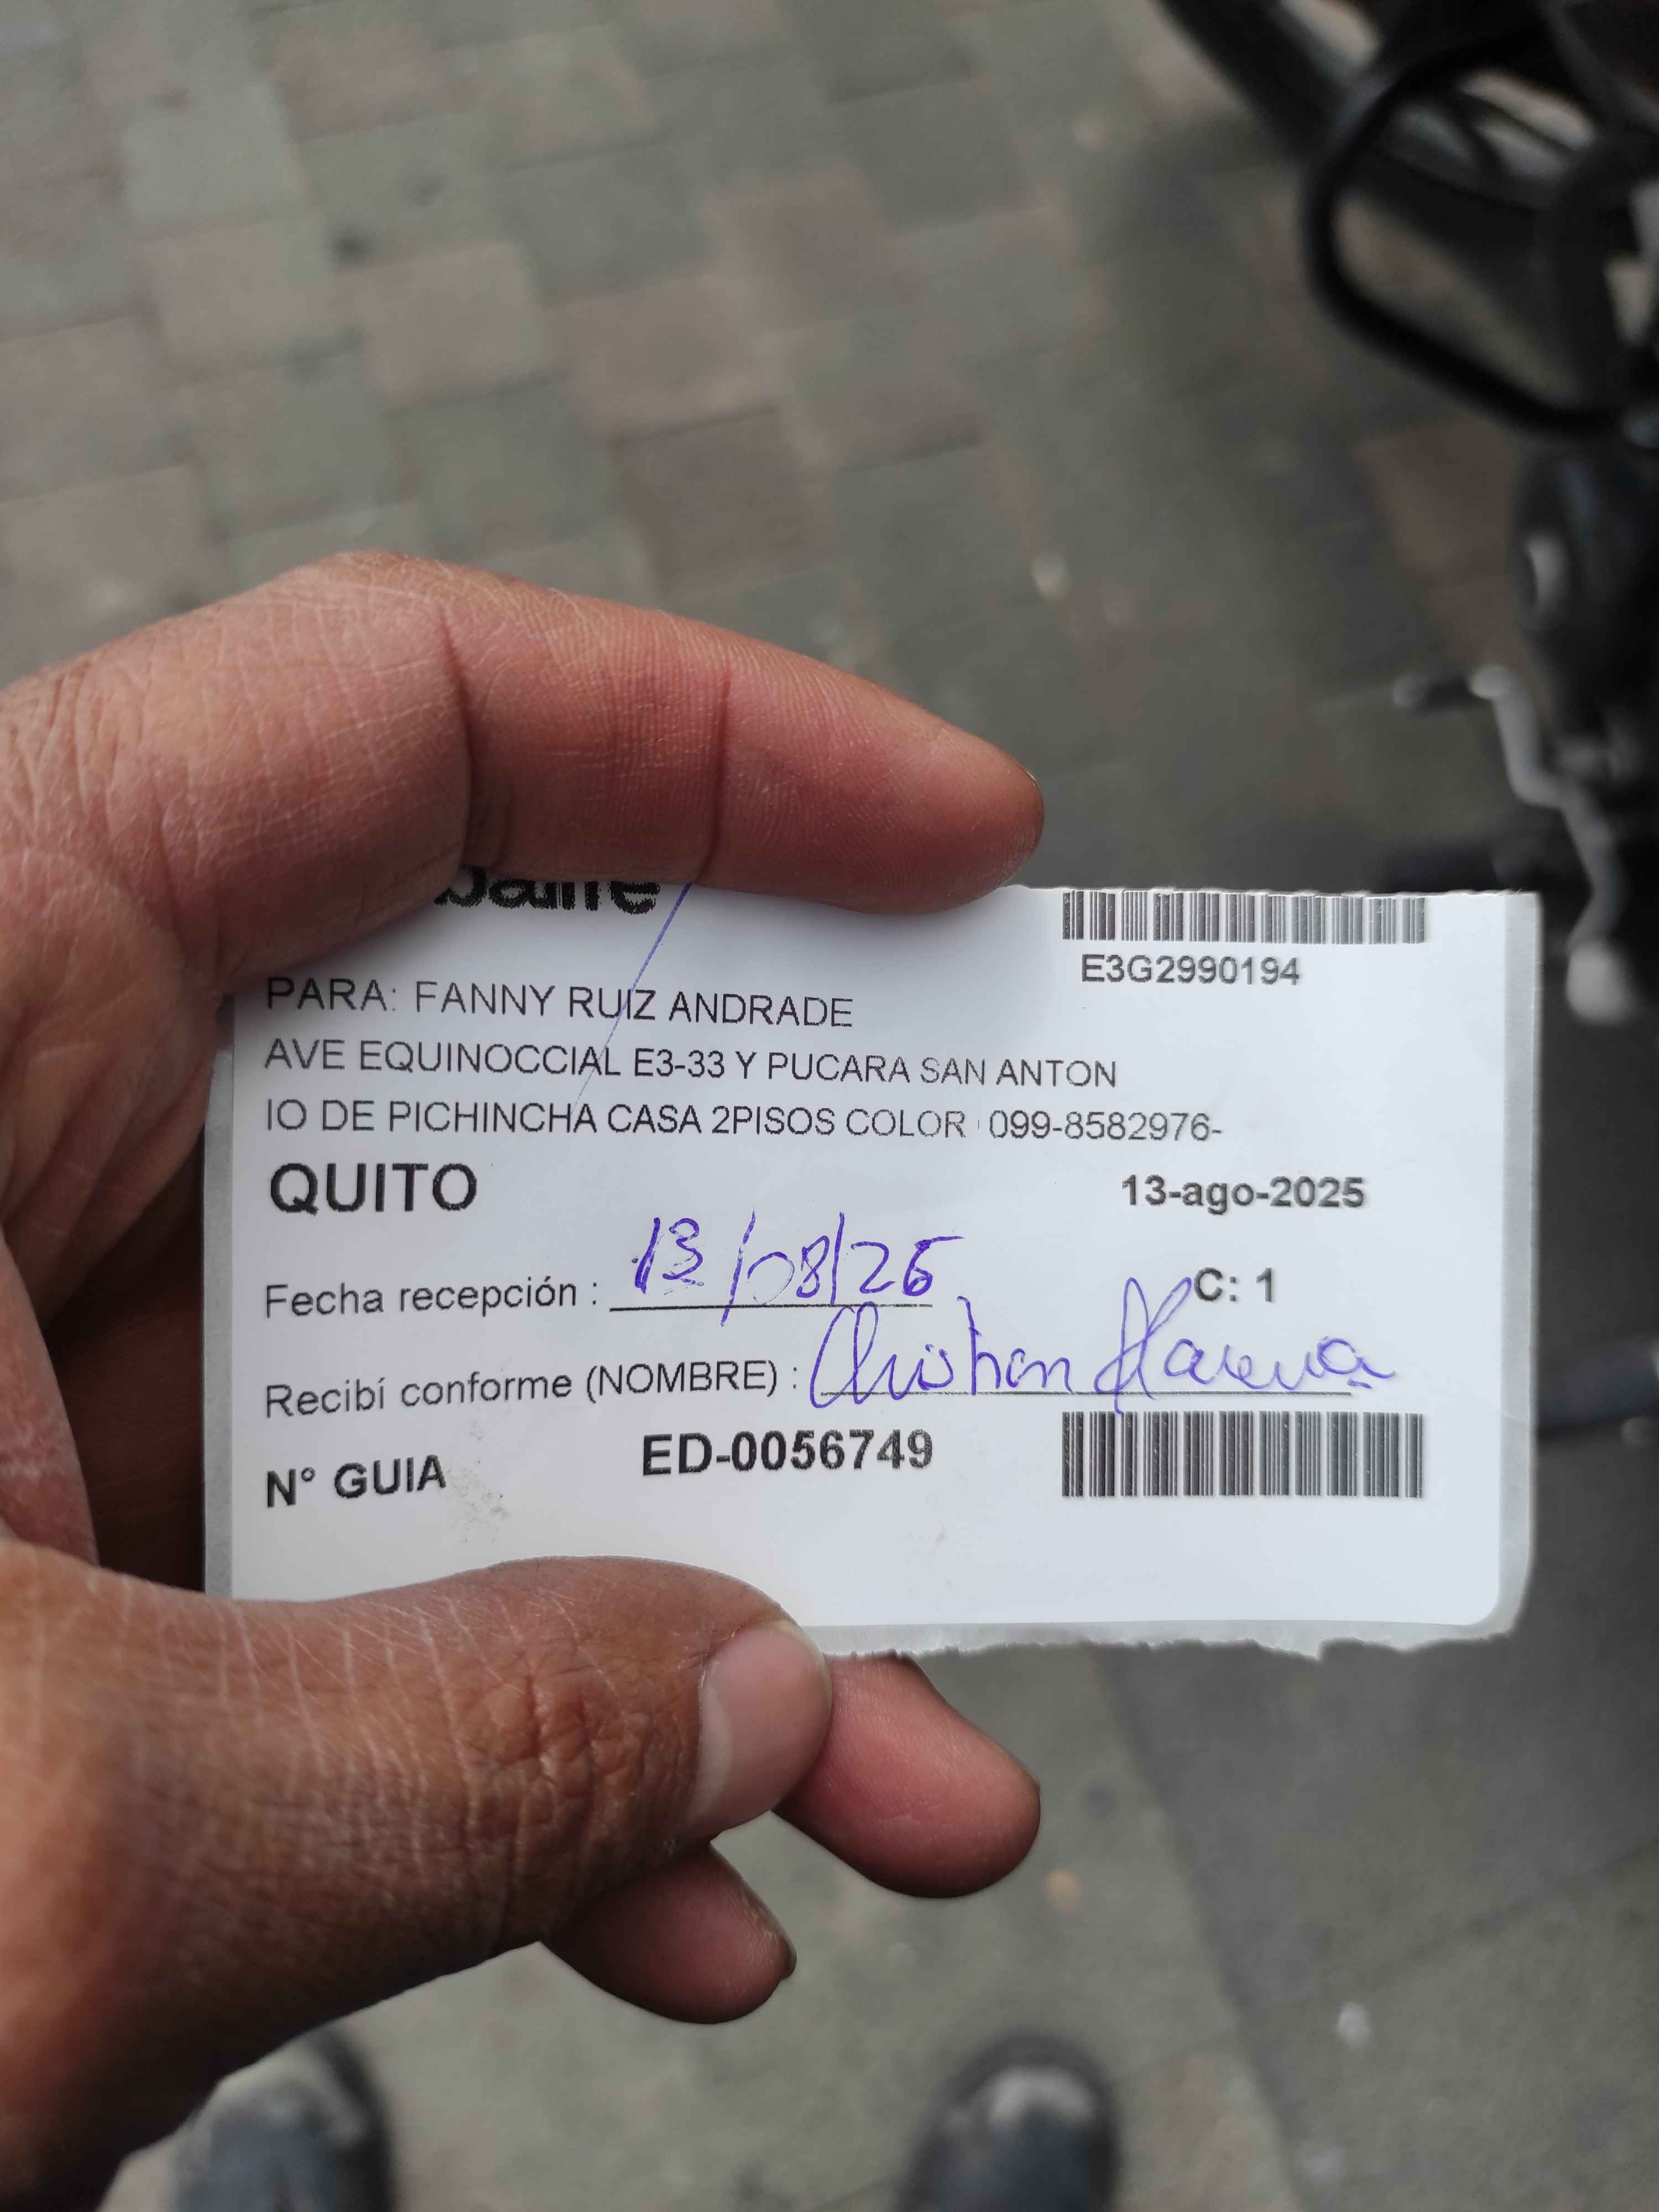 E3G2990194
PARA: FANNY RUIZ ANDRADE
AVE EQUINOCCIAL E3-33 Y PUCARA SAN ANTON
IO DE PICHINCHA CASA 2PISOS COLOR 099-8582976-
QUITO 13-ago-2025
Fecha recepción : 13/08/25
C: 1
Recibí conforme (NOMBRE) : Christian
N° GUIA ED-0056749